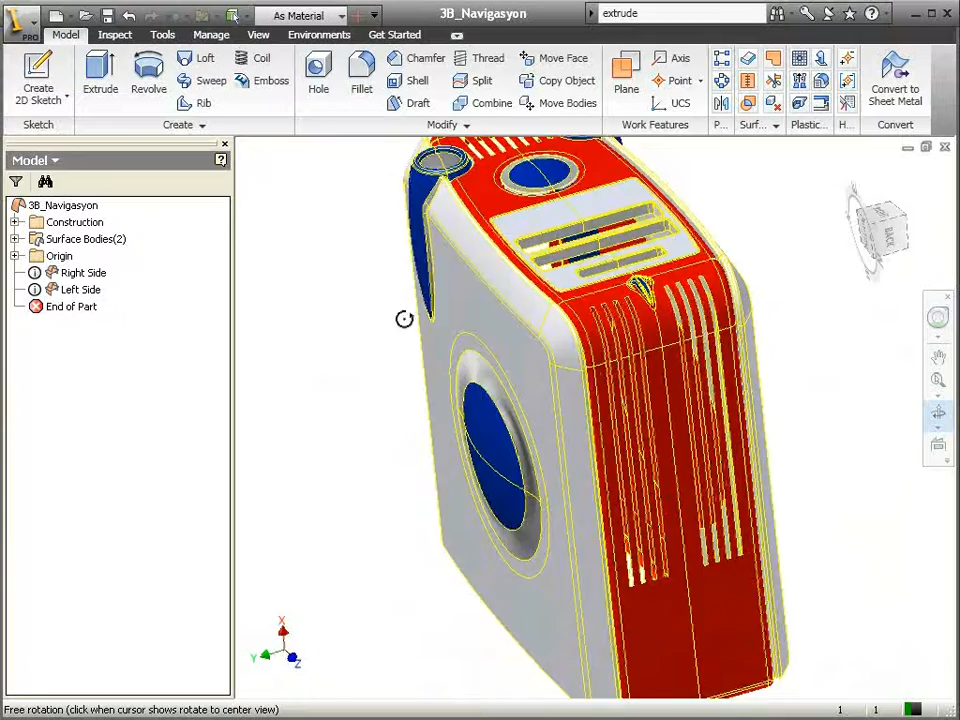 As Material
3B_Navigasyon
extrude
PRO
Model
Inspect
Tools
Manage
View
Environments
Get Started
Create
2D Sketch
Extrude
Revolve
Loft
Sweep
Rib
Coil
Emboss
Hole
Fillet
Chamfer
Shell
Draft
Thread
Split
Combine
Move Face
Copy Object
Move Bodies
Plane
Axis
Point
UCS
Convert to
Sheet Metal
Sketch
Create
Modify
Work Features
P...
Surf...
Plastic...
H...
Convert
Model
3B_Navigasyon
Construction
Surface Bodies(2)
Origin
Right Side
Left Side
End of Part
BACK
X
Y
Z
Free rotation (click when cursor shows rotate to center view)
1
1